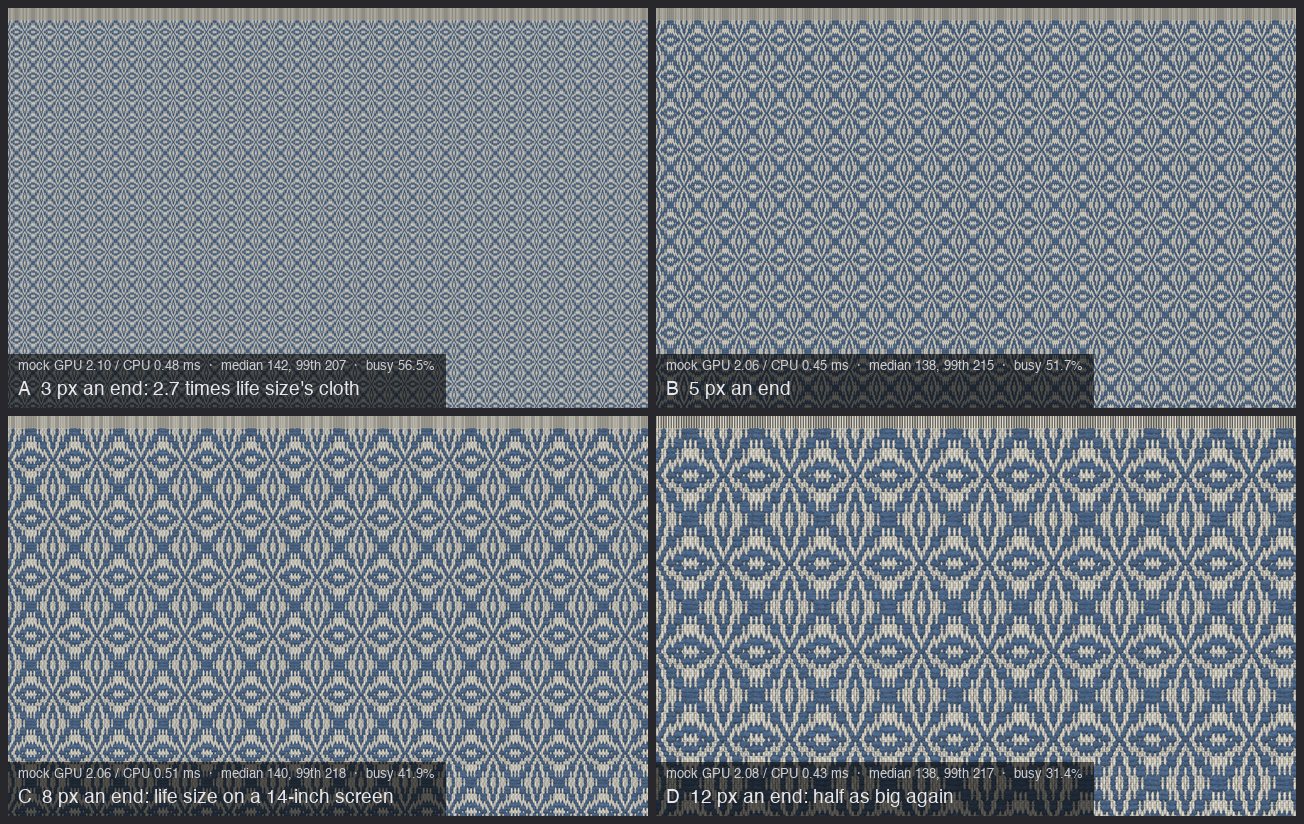 mock GPU 2.10 / CPU 0.48 ms · median 142, 99th 207 · busy 56.5%
A 3 px an end: 2.7 times life size's cloth
mock GPU 2.06 / CPU 0.45 ms · median 138, 99th 215 · busy 51.7%
B 5 px an end
mock GPU 2.06 / CPU 0.51 ms · median 140, 99th 218 · busy 41.9%
C 8 px an end: life size on a 14-inch screen
mock GPU 2.08 / CPU 0.43 ms · median 138, 99th 217 · busy 31.4%
D 12 px an end: half as big again